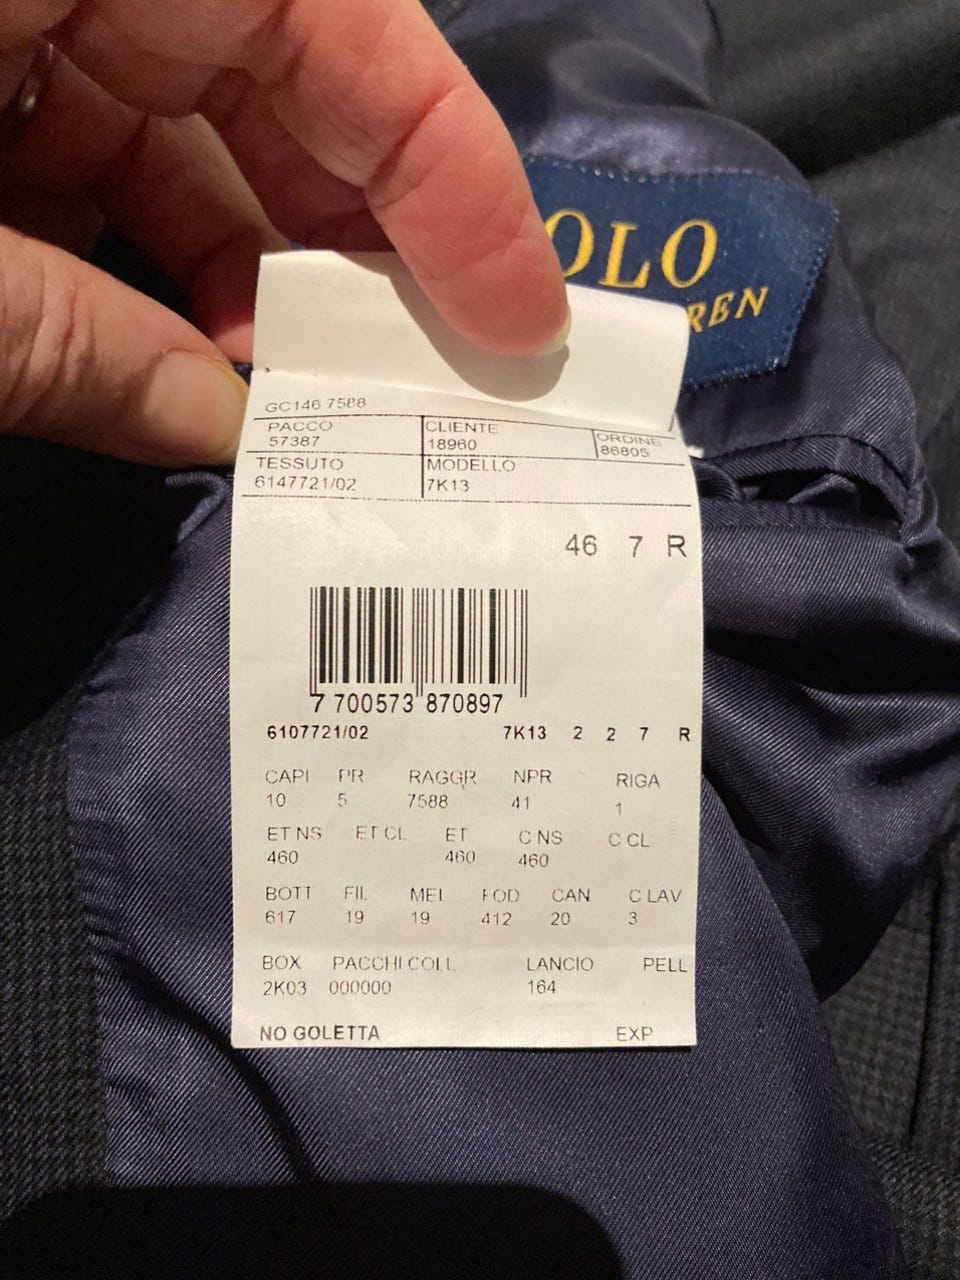 OLO
REN
GC146 7588
PACCO CLIENTE ORDINE
57387 18960 86805
TESSUTO MODELLO
6147721/02 7K13
46 7 R
7 700573 870897
6107721/02 7K13 2 2 7 R
CAPI PR RAGGR NPR RIGA
10 5 7588 41 1
ET NS ET CL ET C NS C CL
460 460 460
BOTT FIL MEL FOD CAN C LAV
617 19 19 412 20 3
BOX PACCHI COLL LANCIO PELL
2K03 000000 164
NO GOLETTA EXP